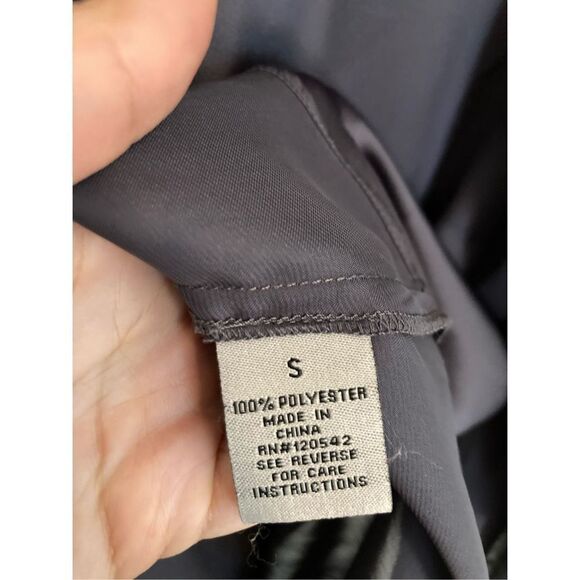 S
100% POLYESTER
MADE IN
CHINA
RN#120542
SEE REVERSE
FOR CARE
INSTRUCTIONS